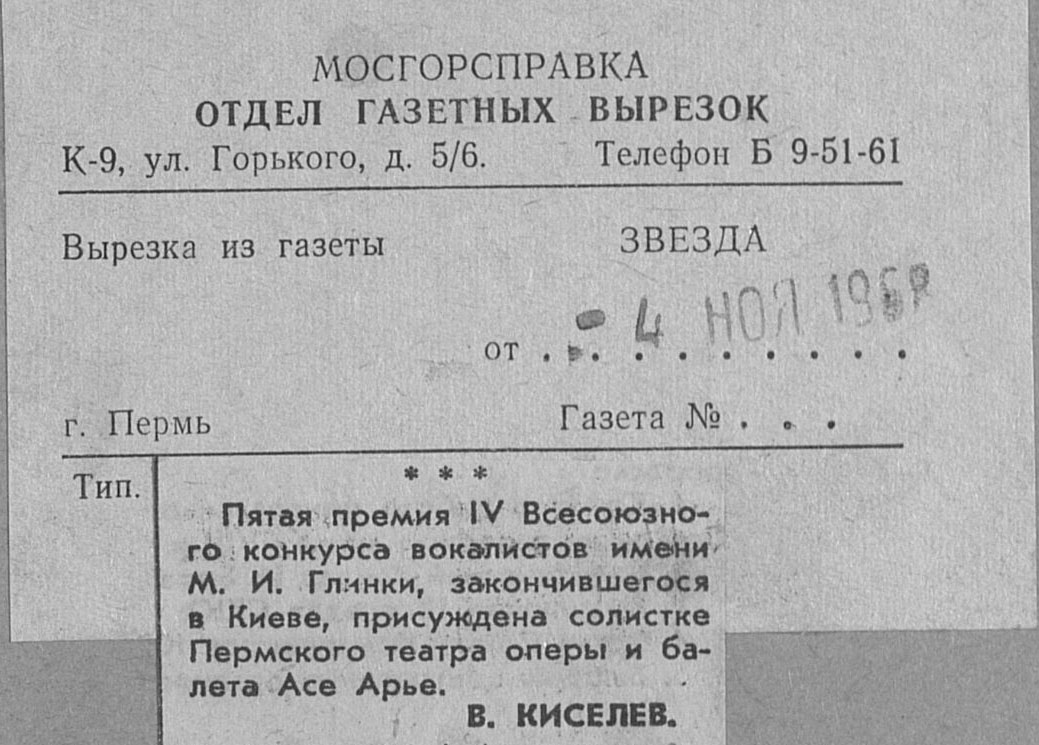 МОСГОРСПРАВКА
ОТДЕЛ ГАЗЕТНЫХ ВЫРЕЗОК
К-9, ул. Горького, д. 5/6. Телефон Б 9-51-61
Вырезка из газеты ЗВЕЗДА
от . . . . . . . . . - 4 НОЯ
г. Пермь Газета № . . .
Тип.
* * *
Пятая премия IV Всесоюзно-
го конкурса вокалистов имени
М. И. Глинки, закончившегося
в Киеве, присуждена солистке
Пермского театра оперы и ба-
лета Асе Арье.
В. КИСЕЛЕВ.